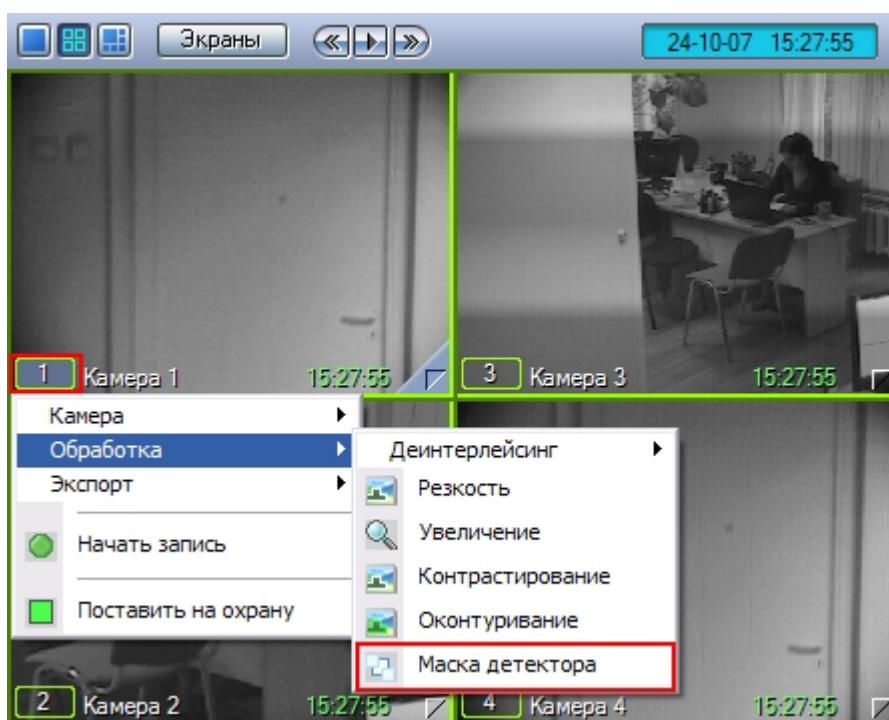 Экраны
24-10-07 15:27:55
1 Камера 1 15:27:55
3 Камера 3 15:27:55
Камера
Обработка
Экспорт
Начать запись
Поставить на охрану
Деинтерлейсинг
Резкость
Увеличение
Контрастирование
Оконтуривание
Маска детектора
2 Камера 2 15:27:55
4 Камера 4 15:27:55